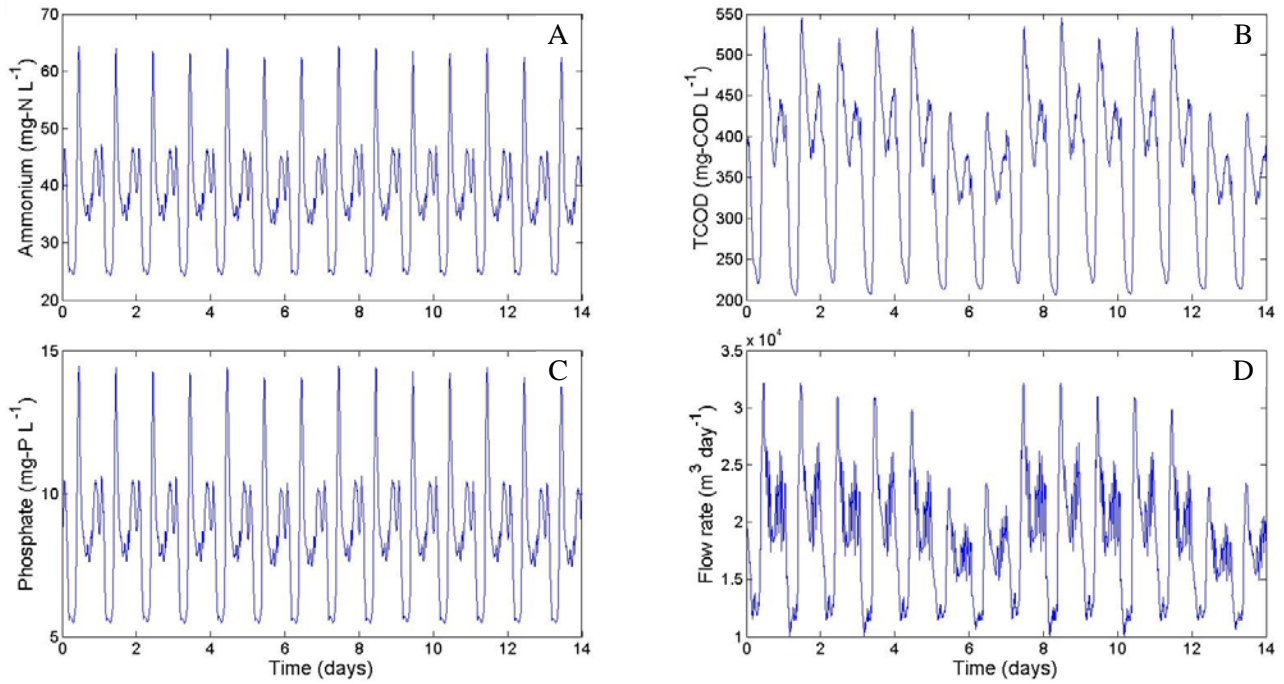 A
70
60
50
40
30
20
Ammonium (mg-N L⁻¹)
0 2 4 6 8 10 12 14
B
550
500
450
400
350
300
250
200
TCOD (mg-COD L⁻¹)
0 2 4 6 8 10 12 14
C
15
10
5
Phosphate (mg-P L⁻¹)
0 2 4 6 8 10 12 14
Time (days)
D
x 10⁴
3.5
3
2.5
2
1.5
1
Flow rate (m³ day⁻¹)
0 2 4 6 8 10 12 14
Time (days)